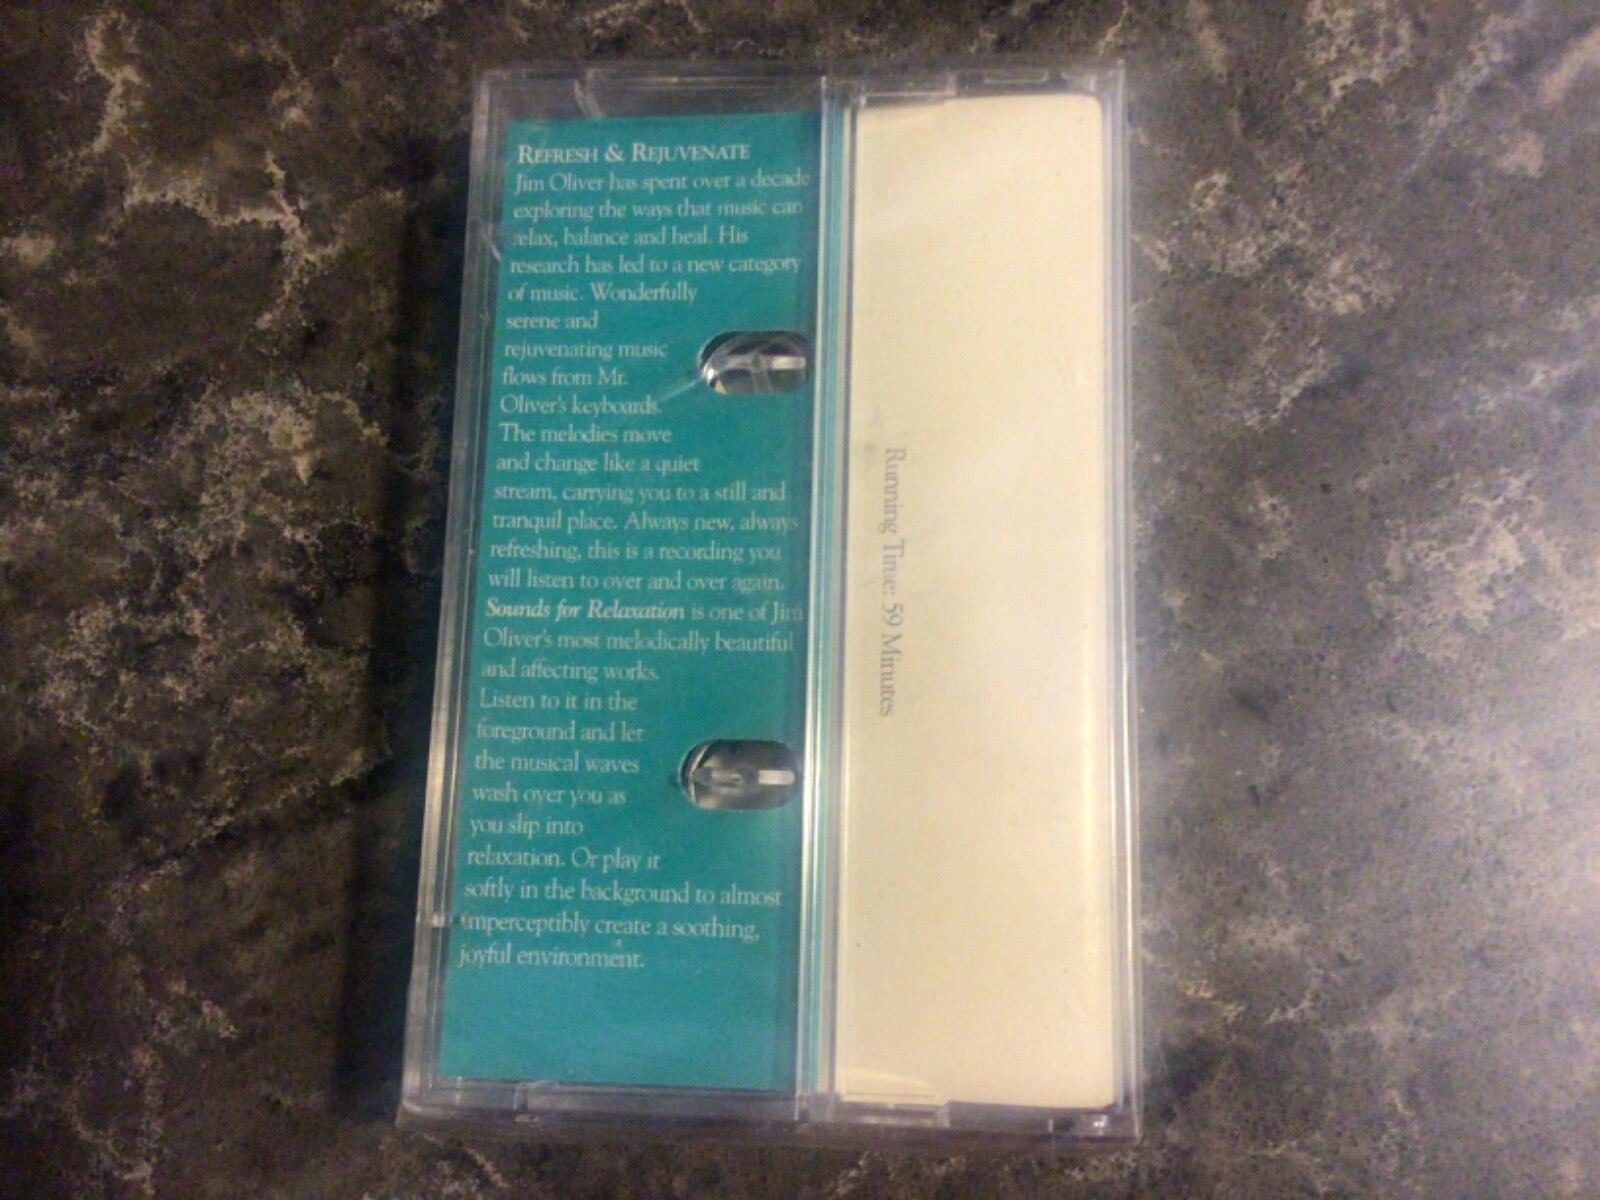 REFRESH & REJUVENATE
Jim Oliver has spent over a decade
exploring the ways that music can
relax, balance and heal. His
research has led to a new category
of music. Wonderfully
serene and
rejuvenating music
flows from Mr.
Oliver's keyboards.
The melodies move
and change like a quiet
stream, carrying you to a still and
tranquil place. Always new, always
refreshing, this is a recording you
will listen to over and over again.
Sounds for Relaxation is one of Jim
Oliver's most melodically beautiful
and affecting works.
Listen to it in the
foreground and let
the musical waves
wash over you as
you slip into
relaxation. Or play it
softly in the background to almost
imperceptibly create a soothing,
joyful environment.
Running Time: 59 Minutes